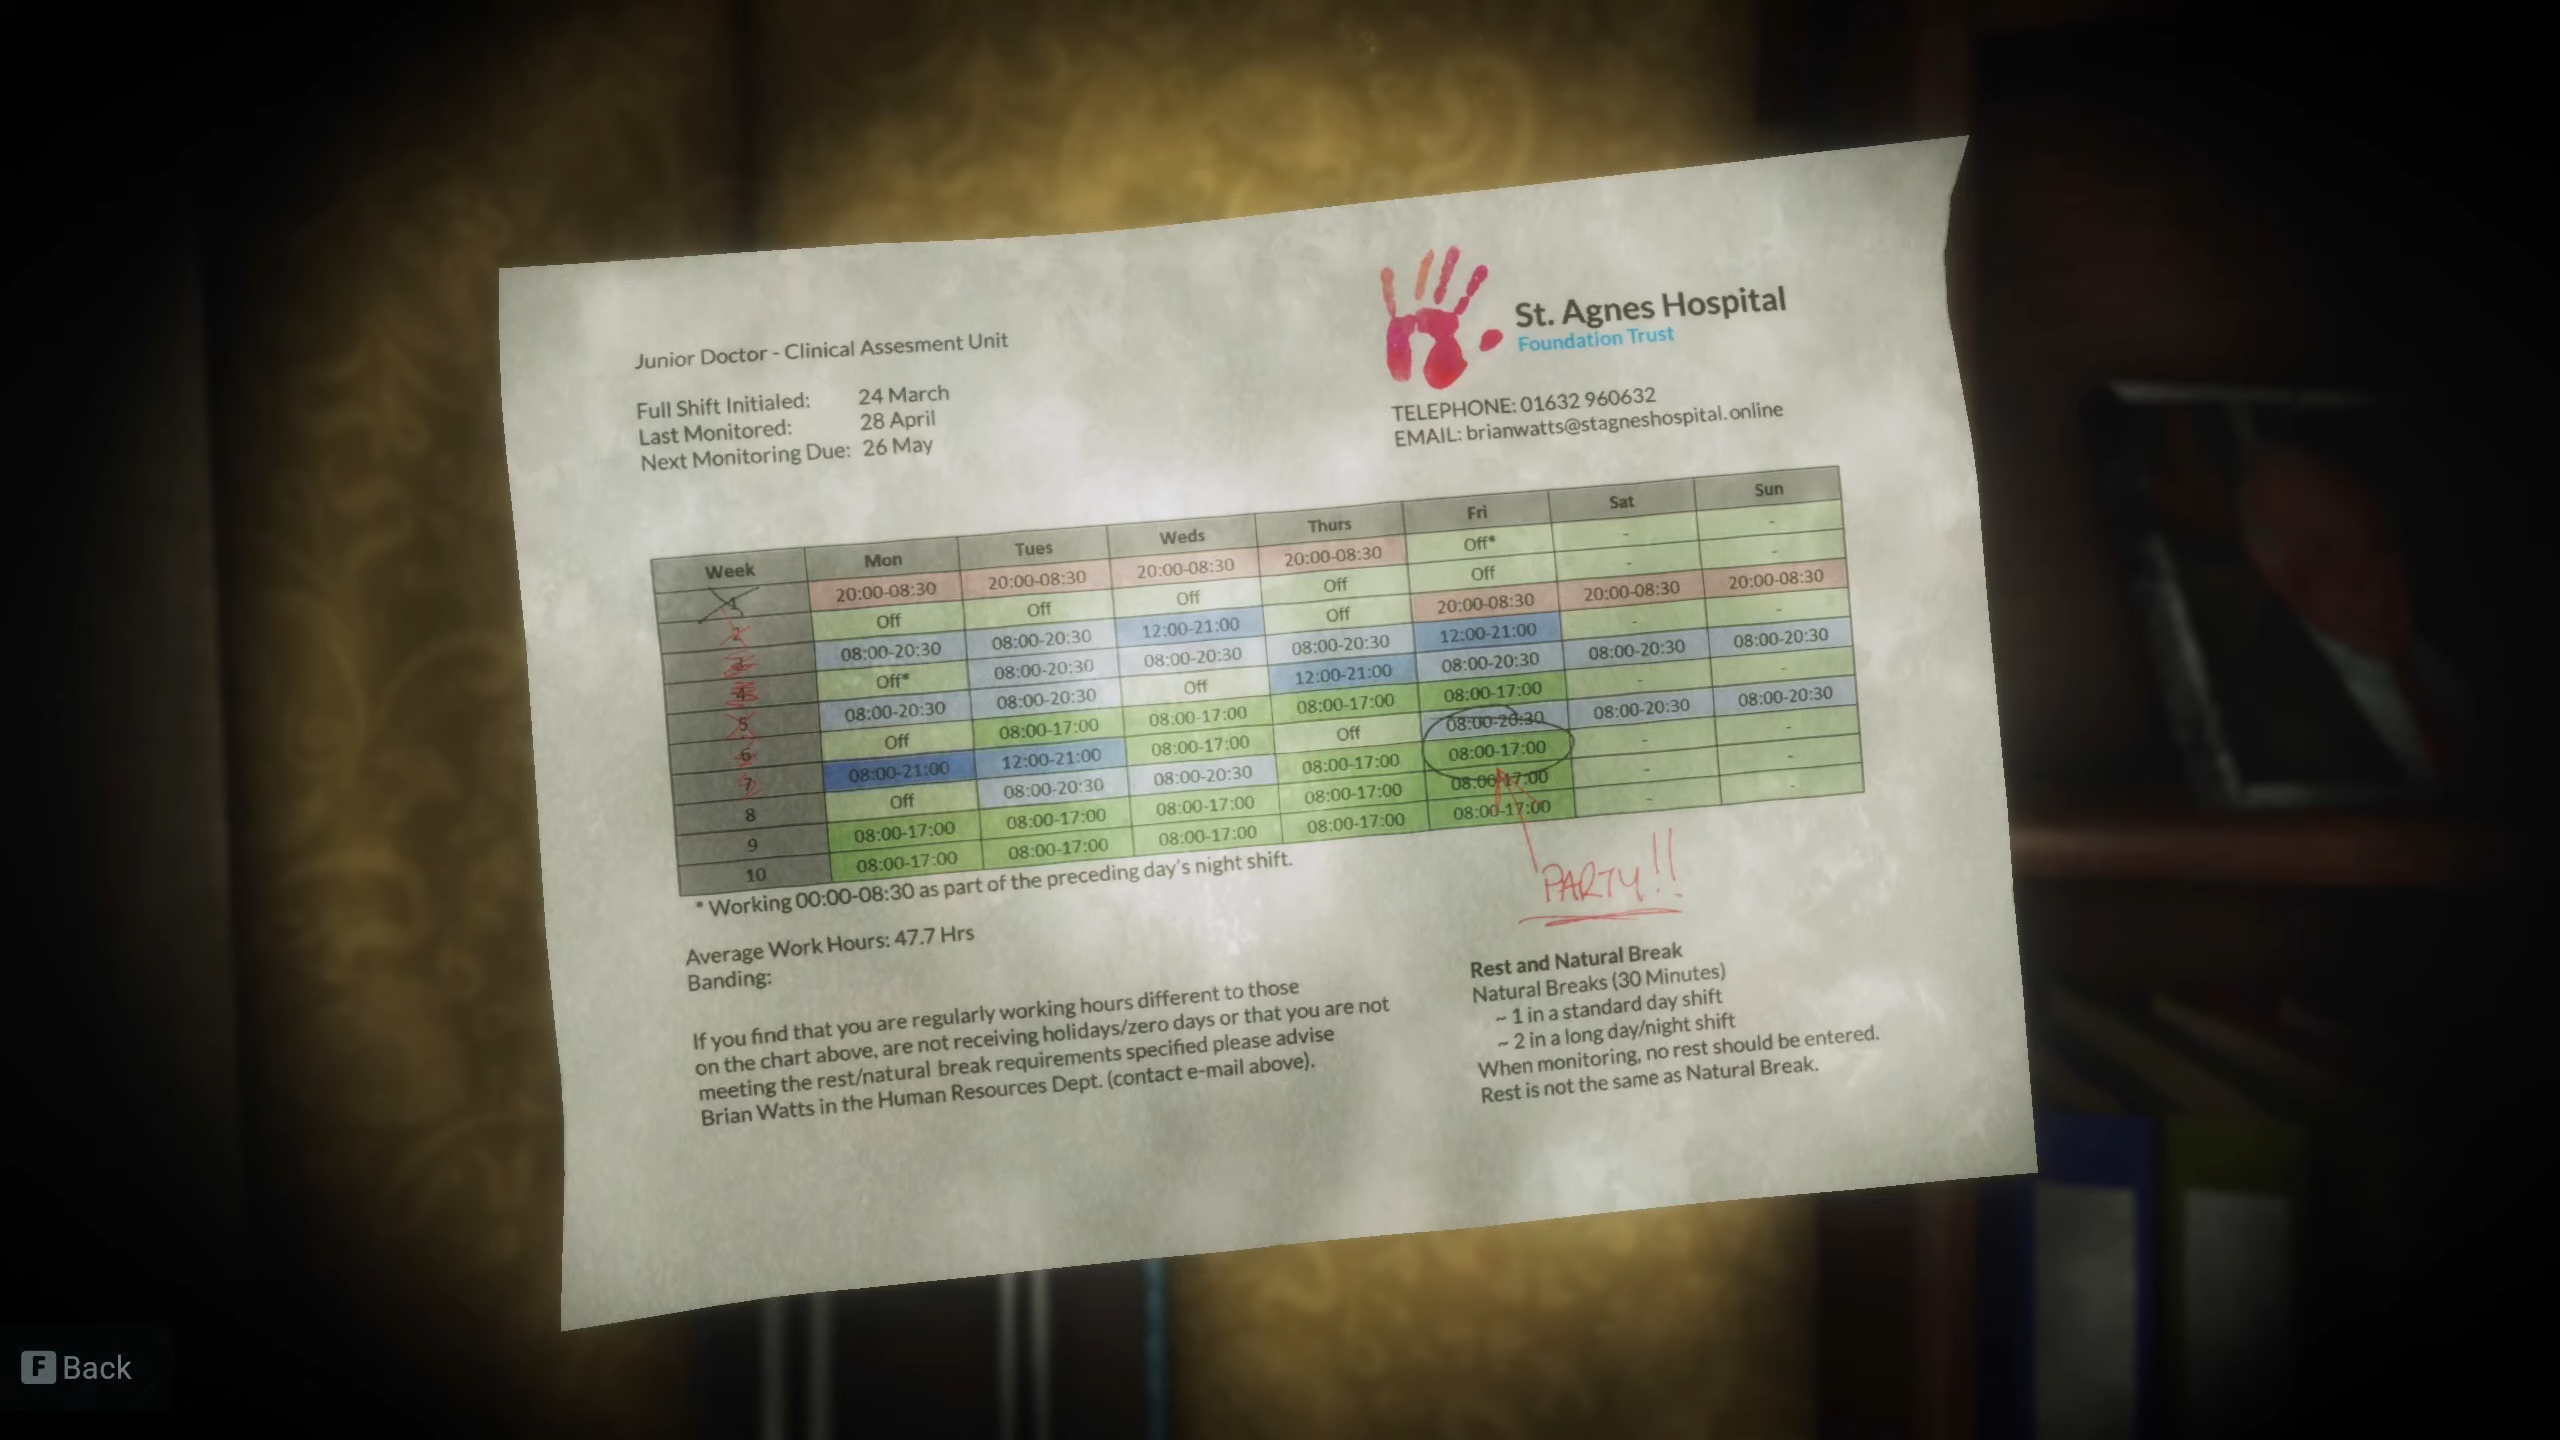 St. Agnes Hospital
Foundation Trust
Junior Doctor - Clinical Assesment Unit
Full Shift Initialed: 24 March
Last Monitored: 28 April
Next Monitoring Due: 26 May
TELEPHONE: 01632 960632
EMAIL: brianwatts@stagneshospital.online
Week Mon Tues Weds Thurs Fri Sat Sun
1 20:00-08:30 20:00-08:30 20:00-08:30 20:00-08:30 Off* - -
2 Off Off Off Off Off - -
3 08:00-20:30 08:00-20:30 12:00-21:00 Off 20:00-08:30 20:00-08:30 20:00-08:30
4 Off* 08:00-20:30 08:00-20:30 08:00-20:30 12:00-21:00 - -
5 08:00-20:30 08:00-20:30 Off 12:00-21:00 08:00-20:30 08:00-20:30 08:00-20:30
6 Off 08:00-17:00 08:00-17:00 08:00-17:00 08:00-17:00 - -
7 08:00-21:00 12:00-21:00 08:00-17:00 Off 08:00-20:30 08:00-20:30 08:00-20:30
8 Off 08:00-20:30 08:00-20:30 08:00-17:00 08:00-17:00 - -
9 08:00-17:00 08:00-17:00 08:00-17:00 08:00-17:00 08:00-17:00 - -
10 08:00-17:00 08:00-17:00 08:00-17:00 08:00-17:00 08:00-17:00 - -
* Working 00:00-08:30 as part of the preceding day's night shift.
PARTY!!
Average Work Hours: 47.7 Hrs
Banding:
If you find that you are regularly working hours different to those
on the chart above, are not receiving holidays/zero days or that you are not
meeting the rest/natural break requirements specified please advise
Brian Watts in the Human Resources Dept. (contact e-mail above).
Rest and Natural Break
Natural Breaks (30 Minutes)
~ 1 in a standard day shift
~ 2 in a long day/night shift
When monitoring, no rest should be entered.
Rest is not the same as Natural Break.
F Back